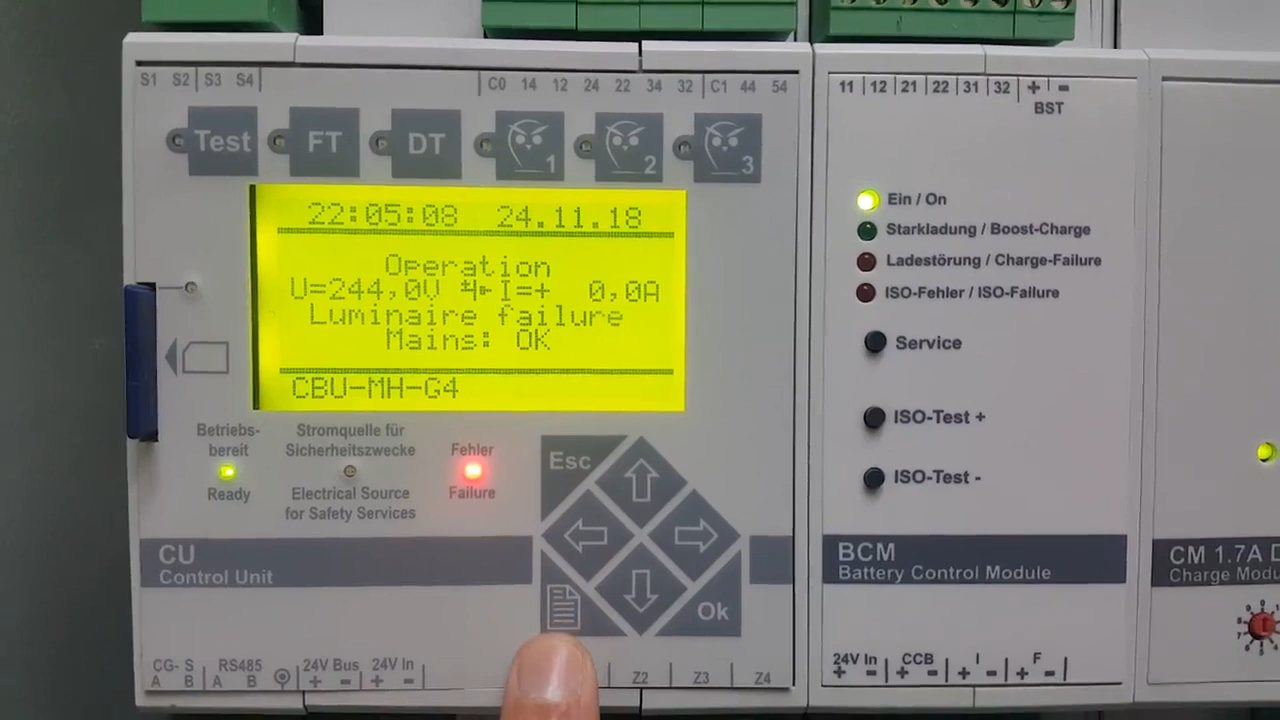 S1 S2 S3 S4
C0 14 12 24 22 34 32 C1 44 54
Test FT DT 1 2 3
22:05:08 24.11.18
Operation
U=244,0V I=+ 0,0A
Luminaire failure
Mains: OK
CBU-MH-G4
Betriebs-
bereit
Ready
Stromquelle für
Sicherheitszwecke
Electrical Source
for Safety Services
Fehler
Failure
Esc
Ok
CU
Control Unit
CG- S RS485 24V Bus 24V In
A B A B + - + -
Z2 Z3 Z4
11 12 21 22 31 32 + -
BST
Ein / On
Starkladung / Boost-Charge
Ladestörung / Charge-Failure
ISO-Fehler / ISO-Failure
Service
ISO-Test +
ISO-Test -
BCM
Battery Control Module
24V In CCB I F
+ - + - + - + -
CM 1.7A
Charge